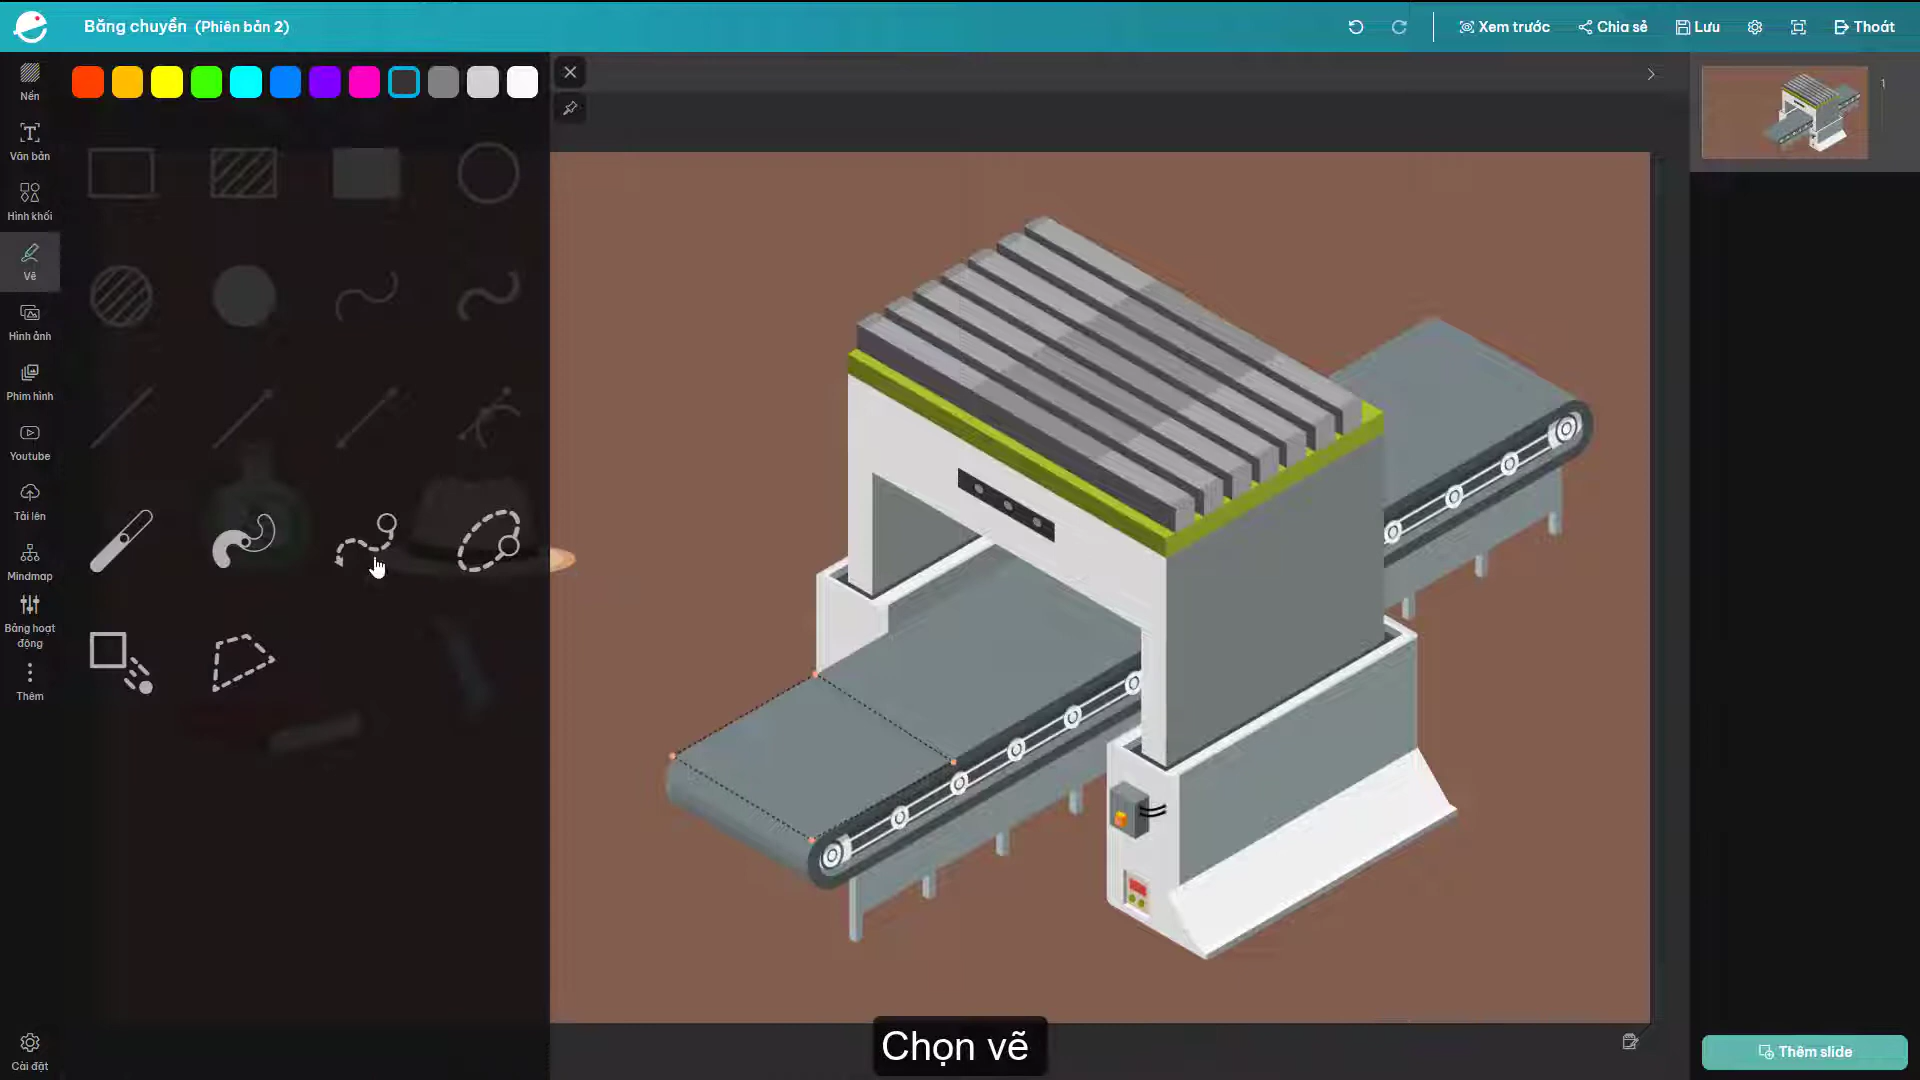 Băng chuyền (Phiên bản 2)
Xem trước
Chia sẻ
Lưu
Thoát
Nền
Văn bản
Hình khối
Vẽ
Hình ảnh
Phim hình
Youtube
Tải lên
Mindmap
Bảng hoạt
động
Thêm
Cài đặt
1
Thêm slide
Chọn vẽ